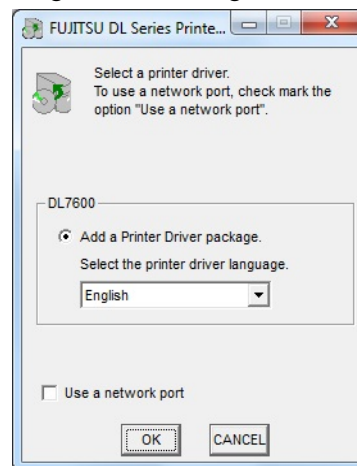 FUJITSU DL Series Printe...
Select a printer driver.
To use a network port, check mark the
option "Use a network port".
DL7600
Add a Printer Driver package.
Select the printer driver language.
English
Use a network port
OK
CANCEL